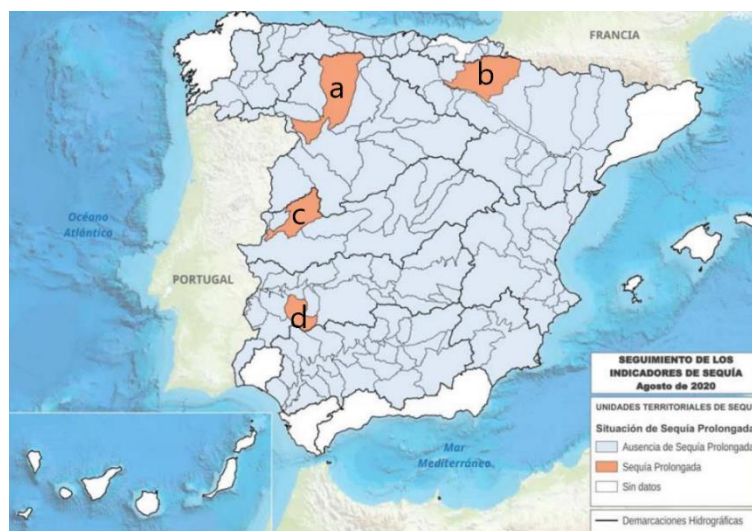 FRANCIA
a
b
c
d
Océano
Atlántico
PORTUGAL
Mar
Mediterráneo
SEGUIMIENTO DE LOS
INDICADORES DE SEQUÍA
Agosto de 2020
UNIDADES TERRITORIALES DE SEQU
Situación de Sequía Prolongada
Ausencia de Sequía Prolongada
Sequía Prolongada
Sin datos
Demarcaciones Hidrográficas